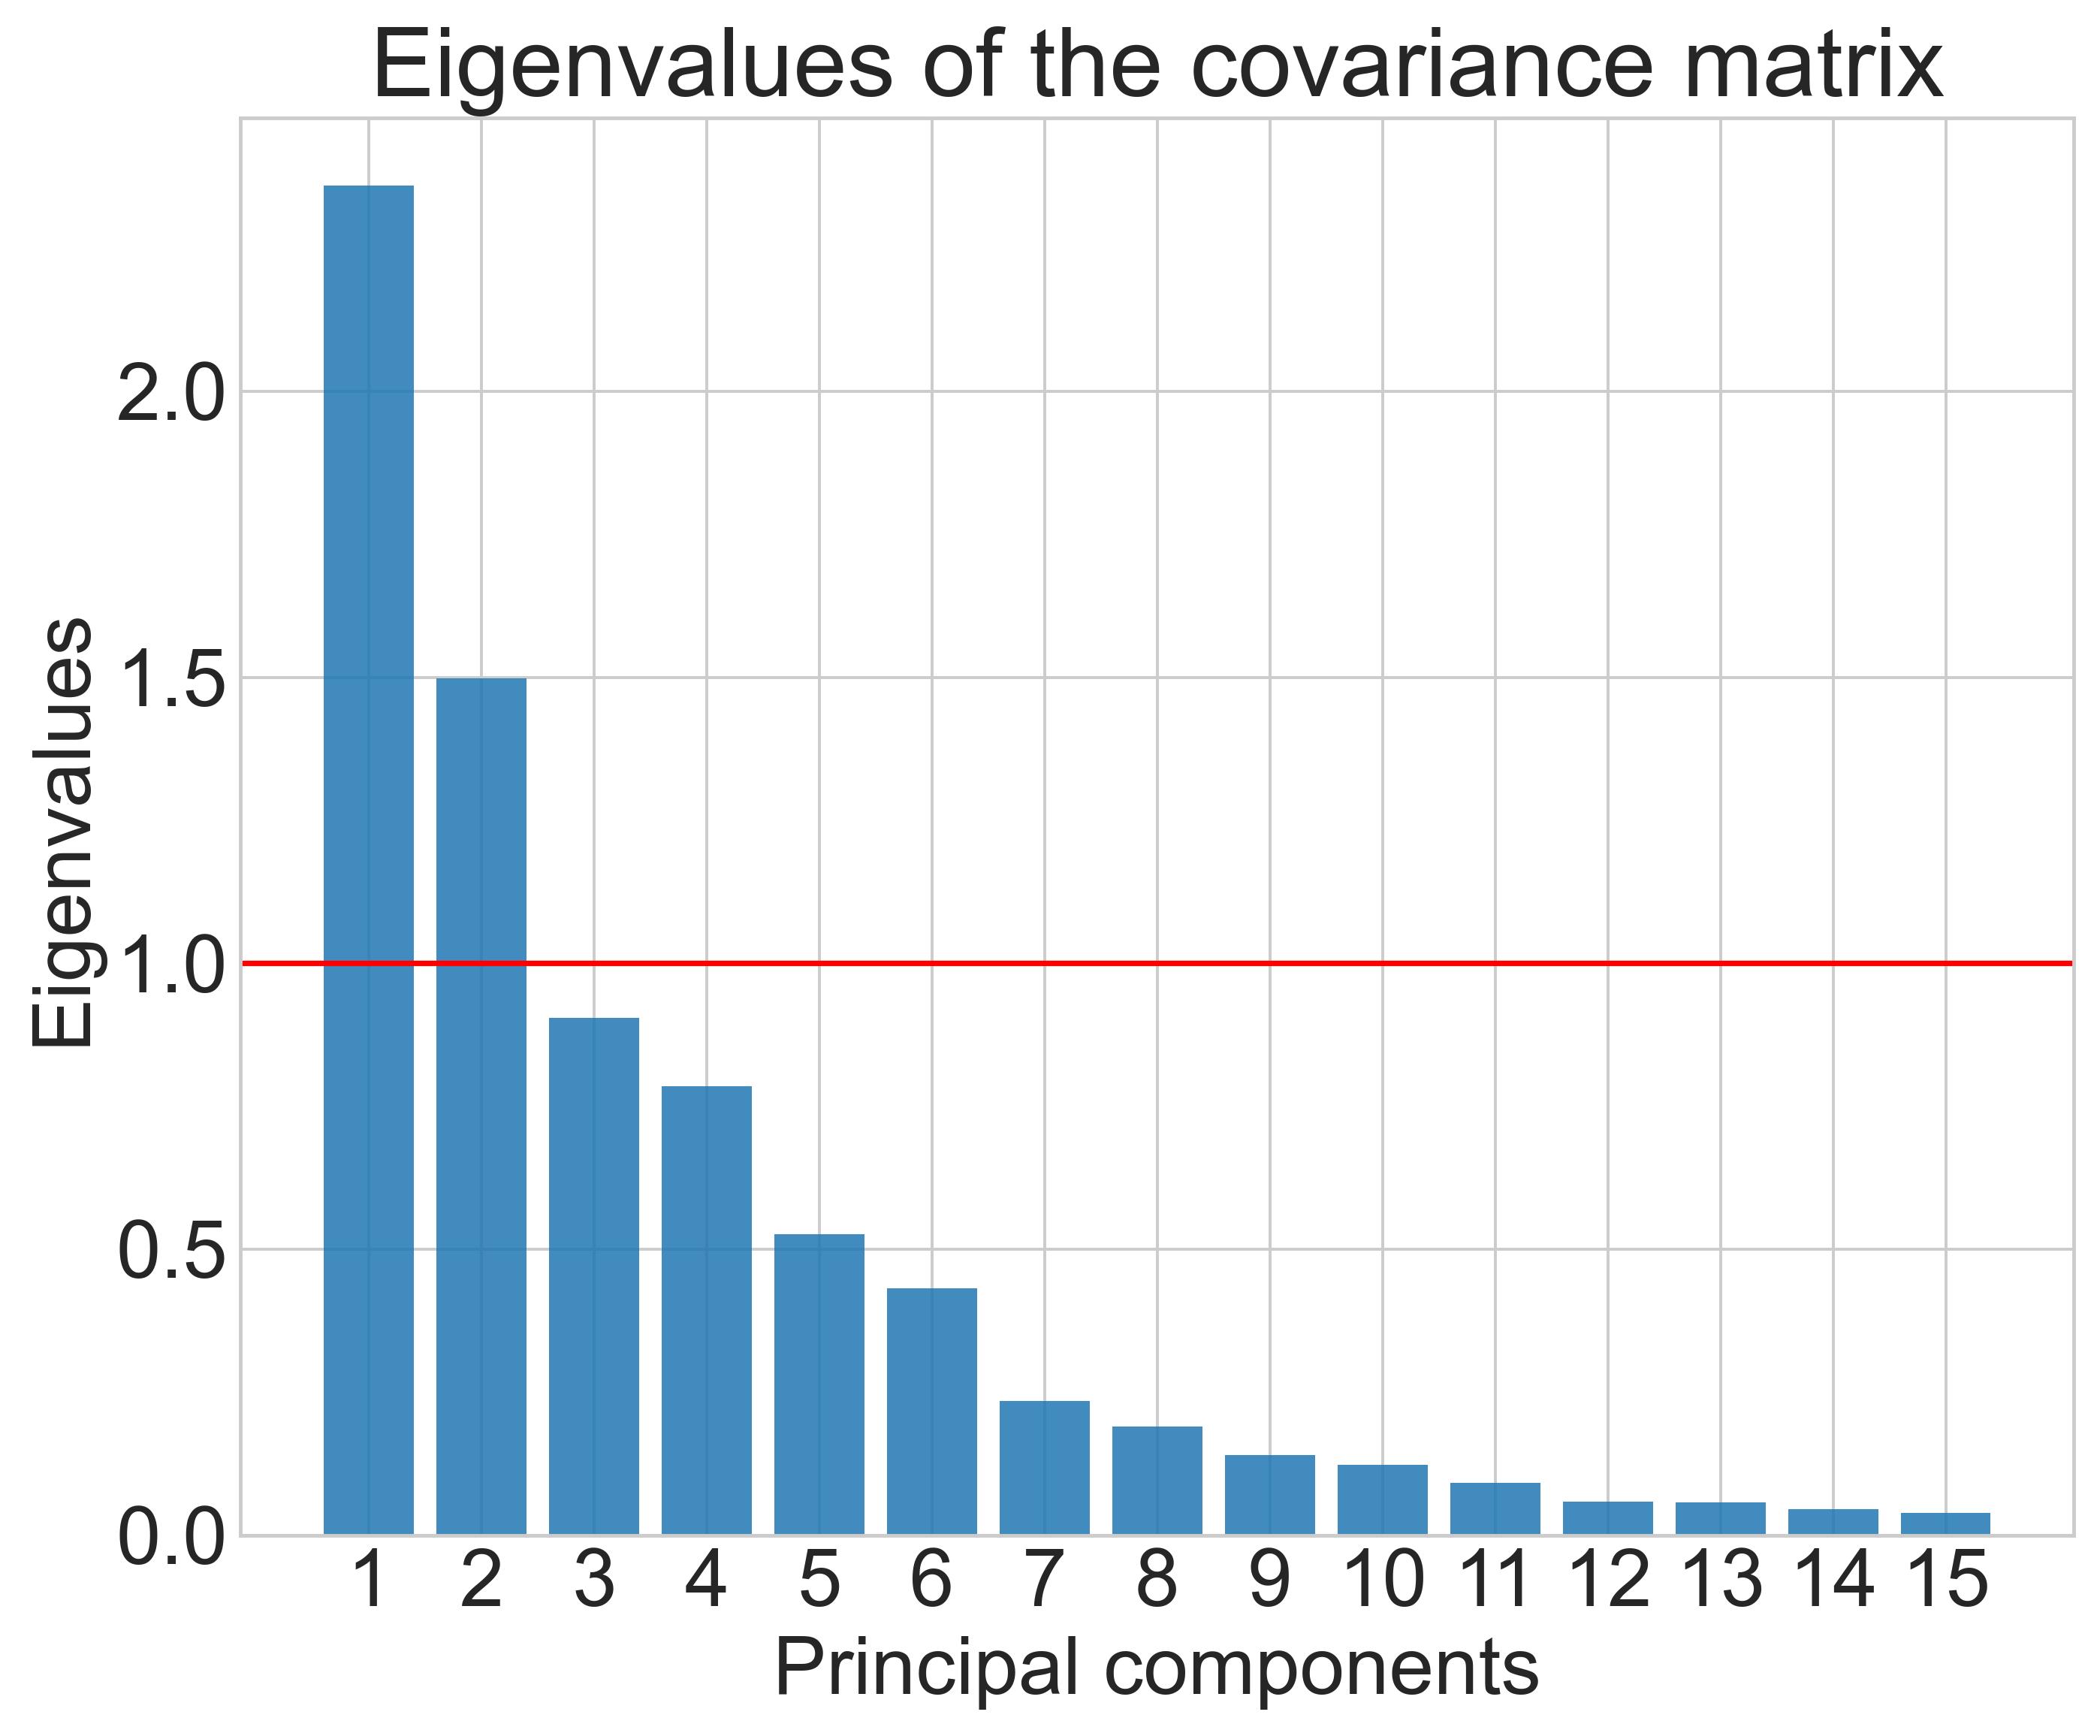 Eigenvalues of the covariance matrix
Eigenvalues
2.0
1.5
1.0
0.5
0.0
1 2 3 4 5 6 7 8 9 10 11 12 13 14 15
Principal components